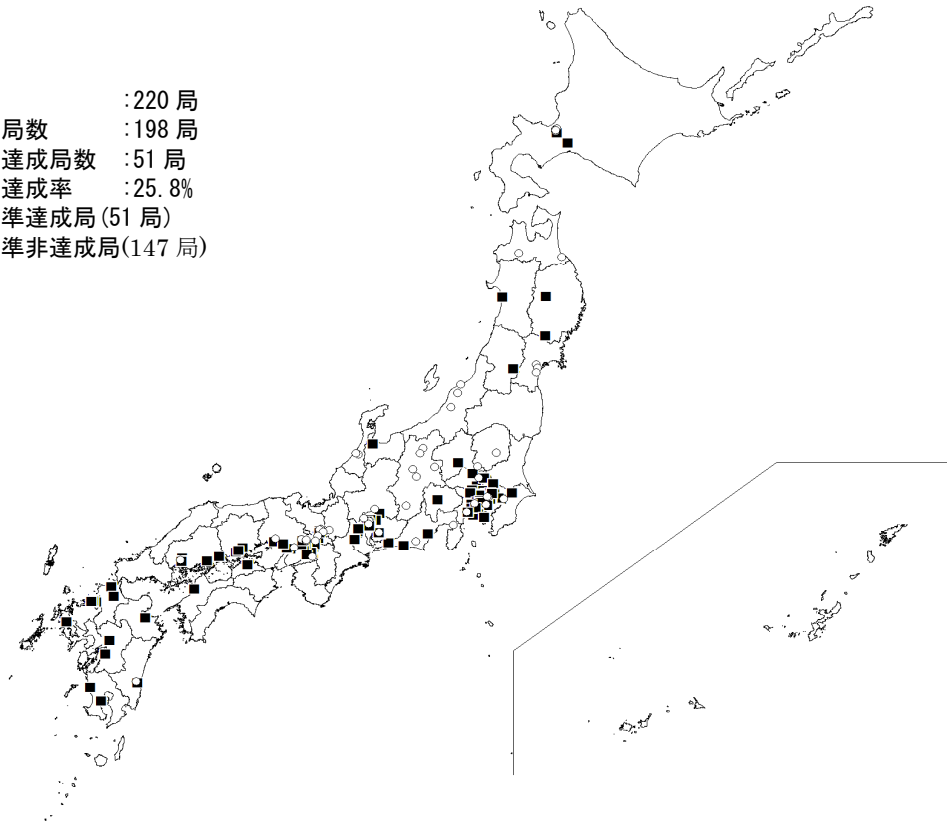 :220 局
局数 :198 局
達成局数 :51 局
達成率 :25.8%
準達成局(51 局)
準非達成局(147 局)